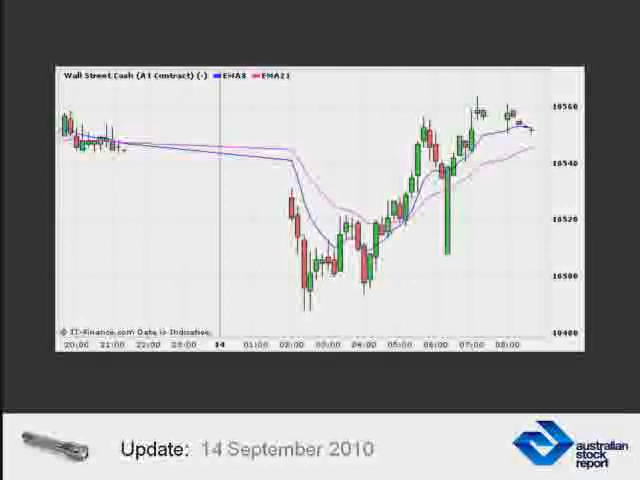 Wall Street Cash (A1 Contract) (-) EMA8 EMA21
10560
10540
10520
10500
10480
© IT-Finance.com Data is Indicative.
20:00 21:00 22:00 23:00 14 01:00 02:00 03:00 04:00 05:00 06:00 07:00 08:00
Update: 14 September 2010
australian
stock
report